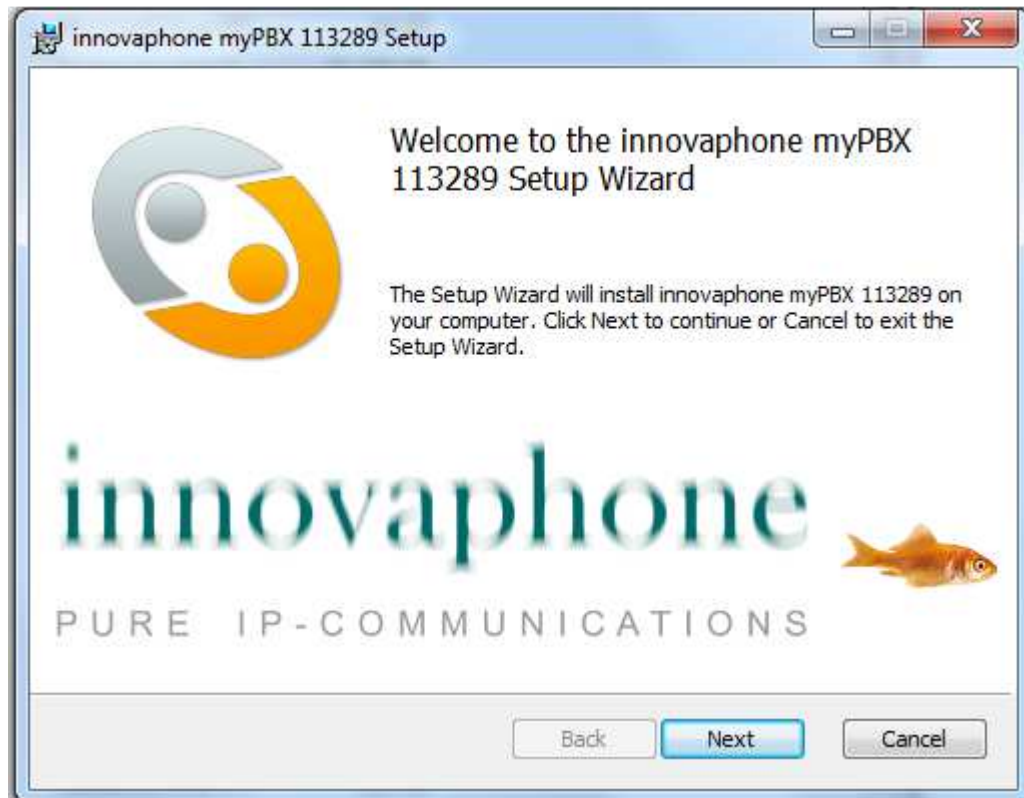 innovaphone myPBX 113289 Setup
Welcome to the innovaphone myPBX
113289 Setup Wizard
The Setup Wizard will install innovaphone myPBX 113289 on
your computer. Click Next to continue or Cancel to exit the
Setup Wizard.
innovaphone
PURE IP-COMMUNICATIONS
Back Next Cancel